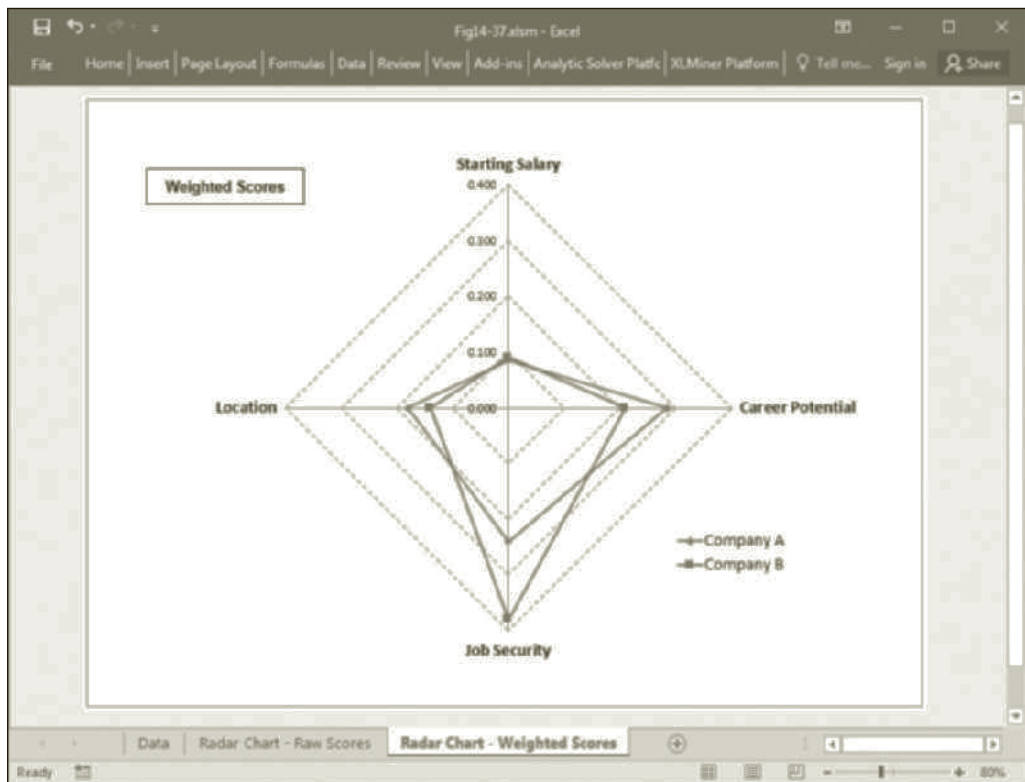 Fig14-37.xlsm - Excel
File Home Insert Page Layout Formulas Data Review View Add-ins Analytic Solver Platfc XLMiner Platform Tell me... Sign in Share
Weighted Scores
Starting Salary
0.400
0.300
0.200
0.100
Location 0.000 Career Potential
Company A
Company B
Job Security
Data Radar Chart - Raw Scores Radar Chart - Weighted Scores
Ready 80%